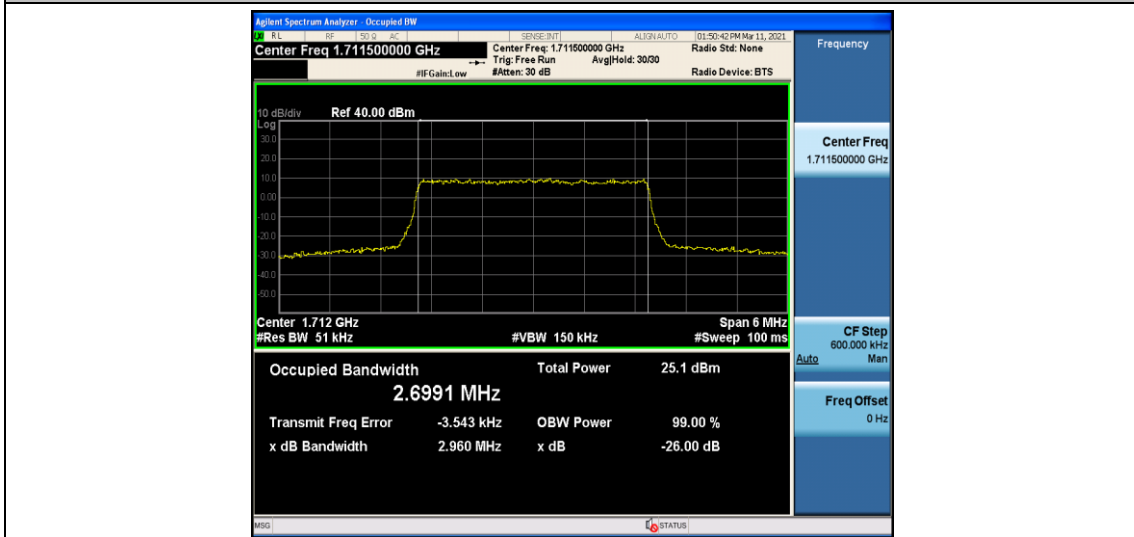 Agilent Spectrum Analyzer - Occupied BW
RL RF 50 Ω AC SENSE:INT ALIGN AUTO 01:50:42 PM Mar 11, 2021
Center Freq 1.711500000 GHz Center Freq: 1.711500000 GHz Radio Std: None Frequency
Trig: Free Run Avg|Hold: 30/30
#IFGain:Low #Atten: 30 dB Radio Device: BTS
10 dB/div Ref 40.00 dBm
Log
30.0
20.0
10.0
0.00
-10.0
-20.0
-30.0
-40.0
-50.0
Center Freq
1.711500000 GHz
Center 1.712 GHz Span 6 MHz
#Res BW 51 kHz #VBW 150 kHz #Sweep 100 ms
CF Step
600.000 kHz
Auto Man
Occupied Bandwidth Total Power 25.1 dBm
2.6991 MHz
Transmit Freq Error -3.543 kHz OBW Power 99.00 %
x dB Bandwidth 2.960 MHz x dB -26.00 dB
Freq Offset
0 Hz
MSG STATUS